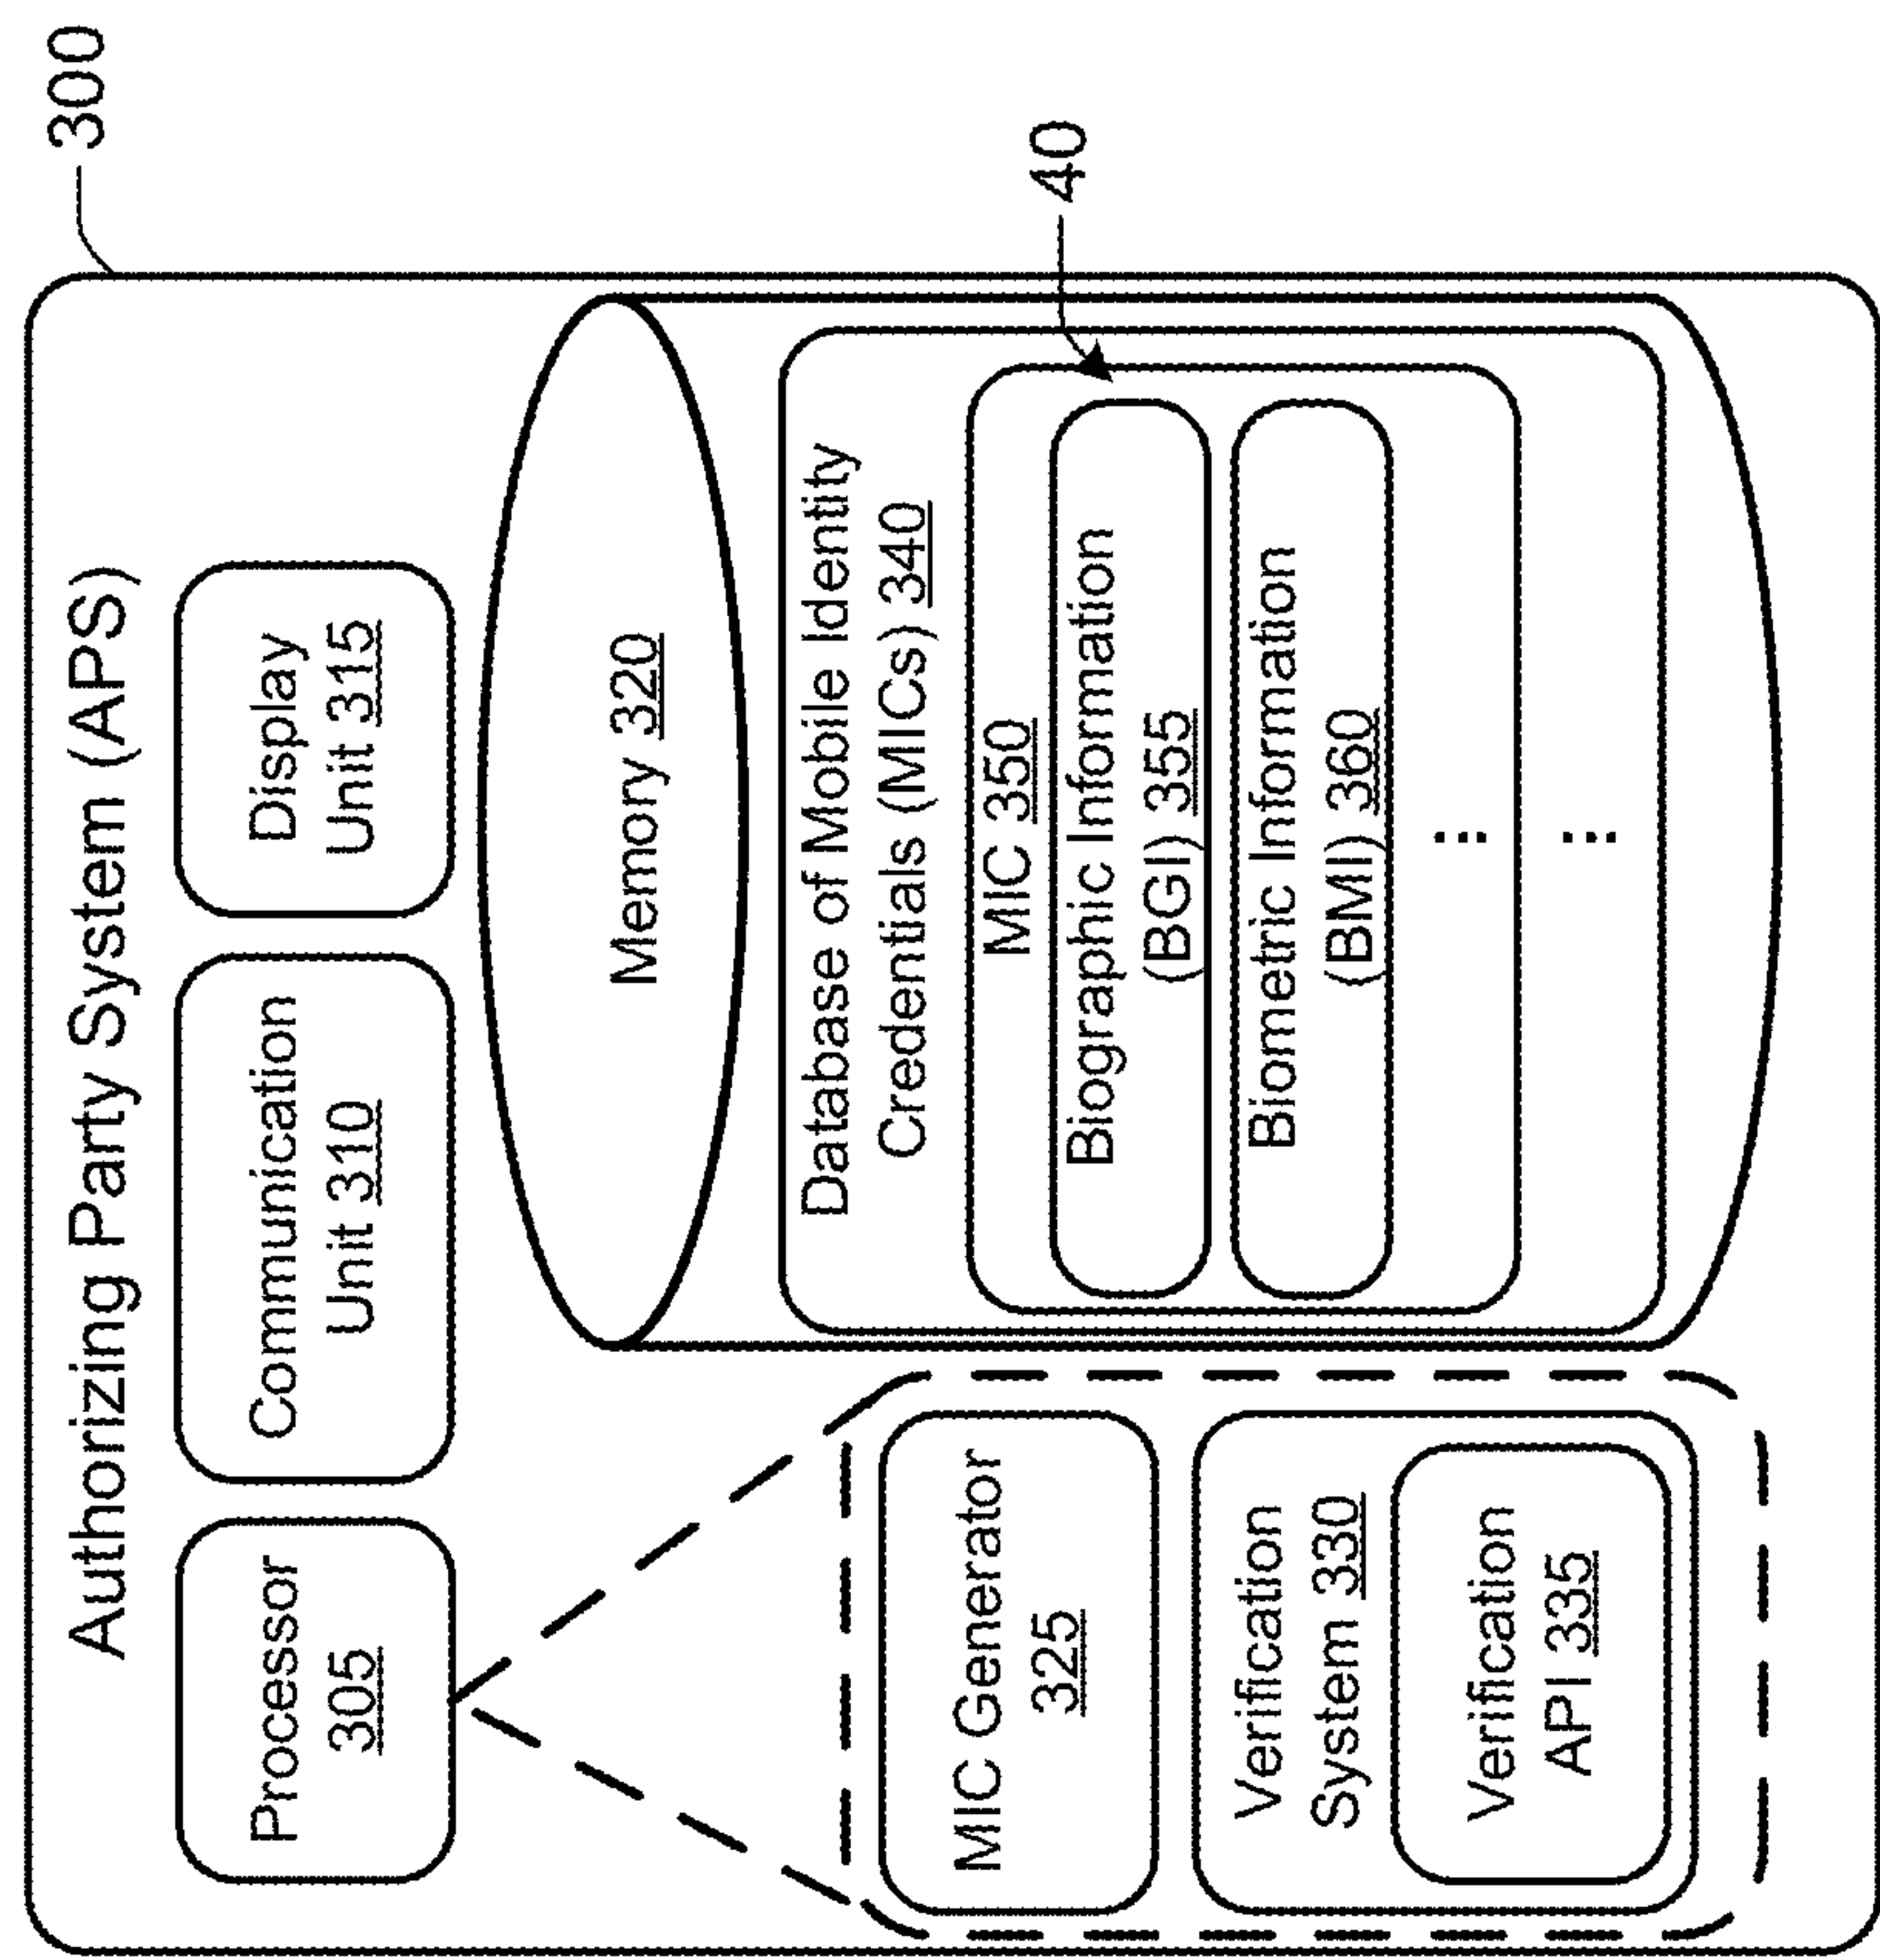 300
Authorizing Party System (APS)
Processor
305
Communication
Unit 310
Display
Unit 315
Memory 320
40
Database of Mobile Identity
Credentials (MICs) 340
MIC 350
Biographic Information
(BGI) 355
Biometric Information
(BMI) 360
⋮
⋮
MIC Generator
325
Verification
System 330
Verification
API 335